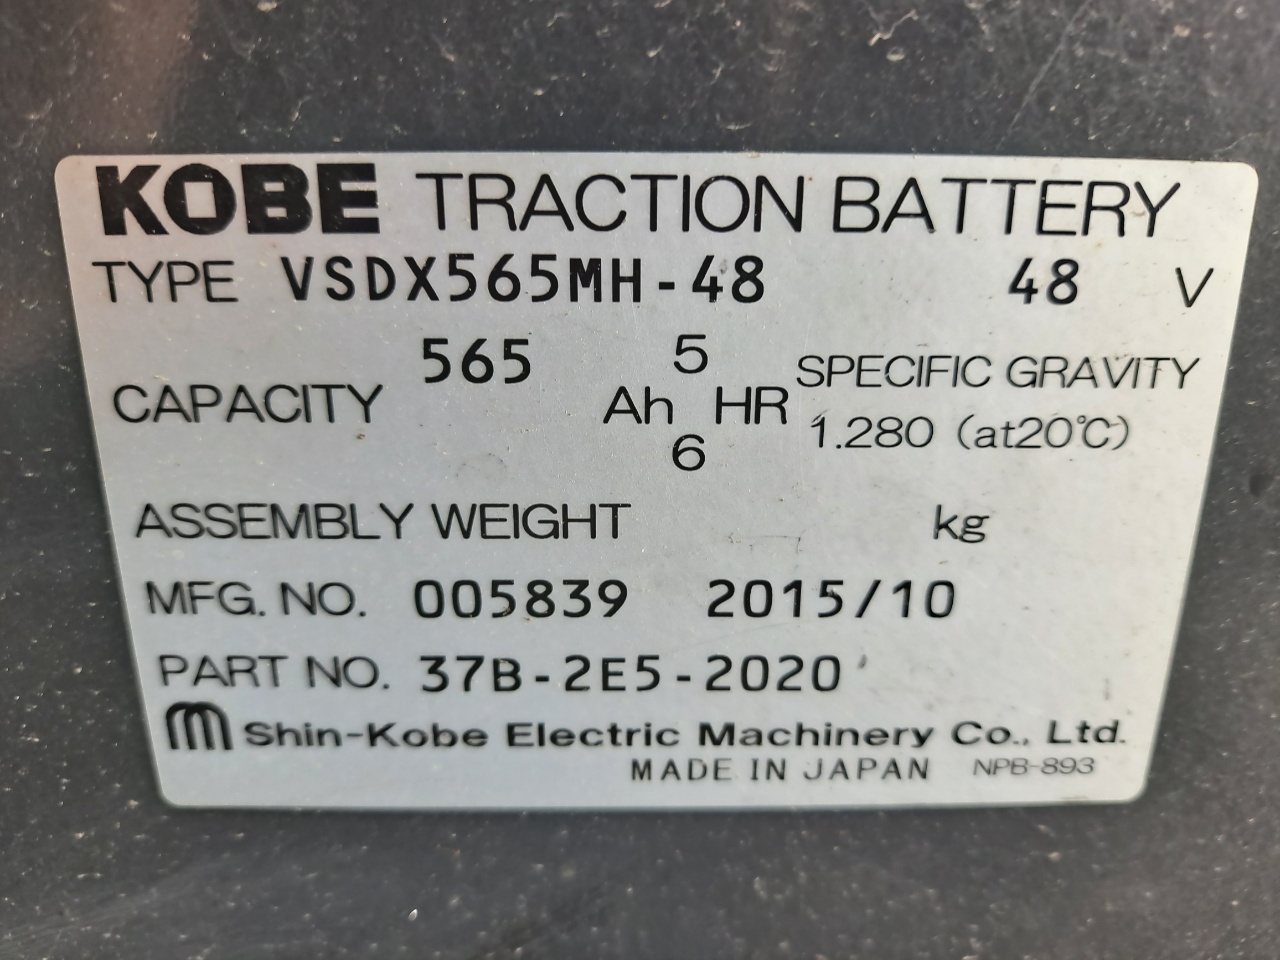 KOBE TRACTION BATTERY
TYPE VSDX565MH-48 48 V
CAPACITY 565 Ah 5 HR SPECIFIC GRAVITY
6 1.280 (at20℃)
ASSEMBLY WEIGHT kg
MFG. NO. 005839 2015/10
PART NO. 37B-2E5-2020
Shin-Kobe Electric Machinery Co., Ltd.
MADE IN JAPAN NPB-893